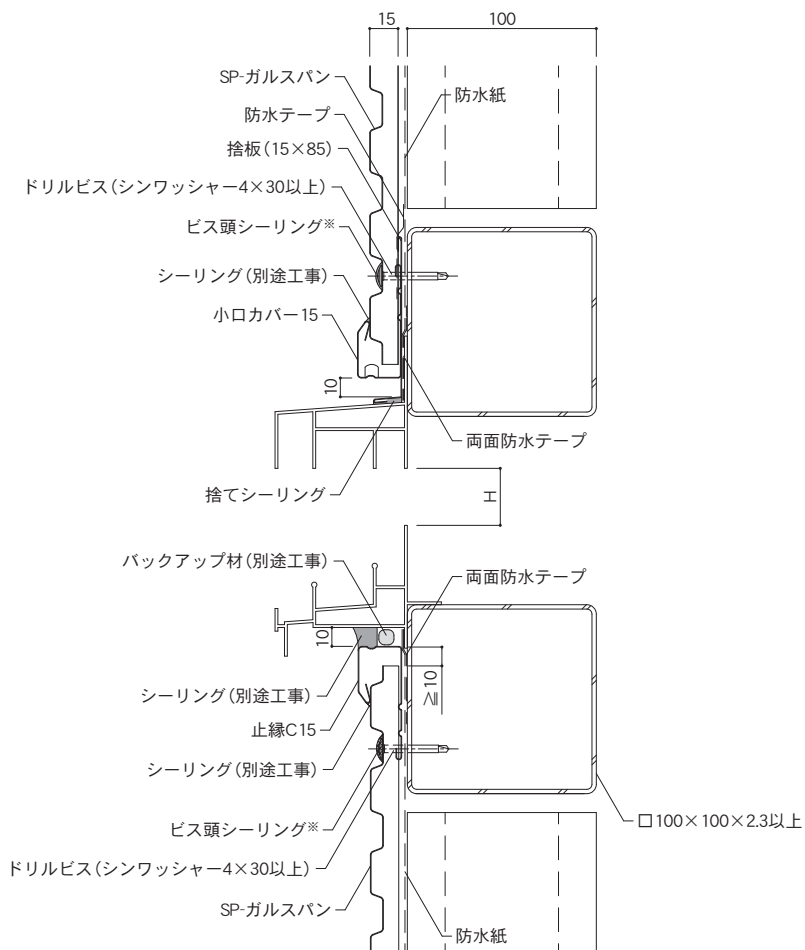 15
100
SP-ガルスパン
防水紙
防水テープ
捨板(15×85)
ドリルビス(シンワッシャー4×30以上)
ビス頭シーリング※
シーリング(別途工事)
小口カバー15
10
両面防水テープ
捨てシーリング
H
バックアップ材(別途工事)
両面防水テープ
10
≧10
シーリング(別途工事)
止縁C15
シーリング(別途工事)
ビス頭シーリング※
□100×100×2.3以上
ドリルビス(シンワッシャー4×30以上)
SP-ガルスパン
防水紙